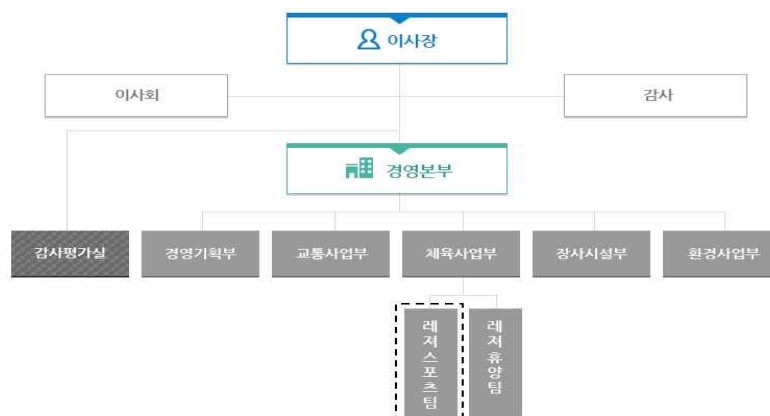 이사장
이사회
감사
경영본부
감사평가실
경영기획부
교통사업부
체육사업부
장사시설부
환경사업부
레져스포츠팀
레져휴양팀